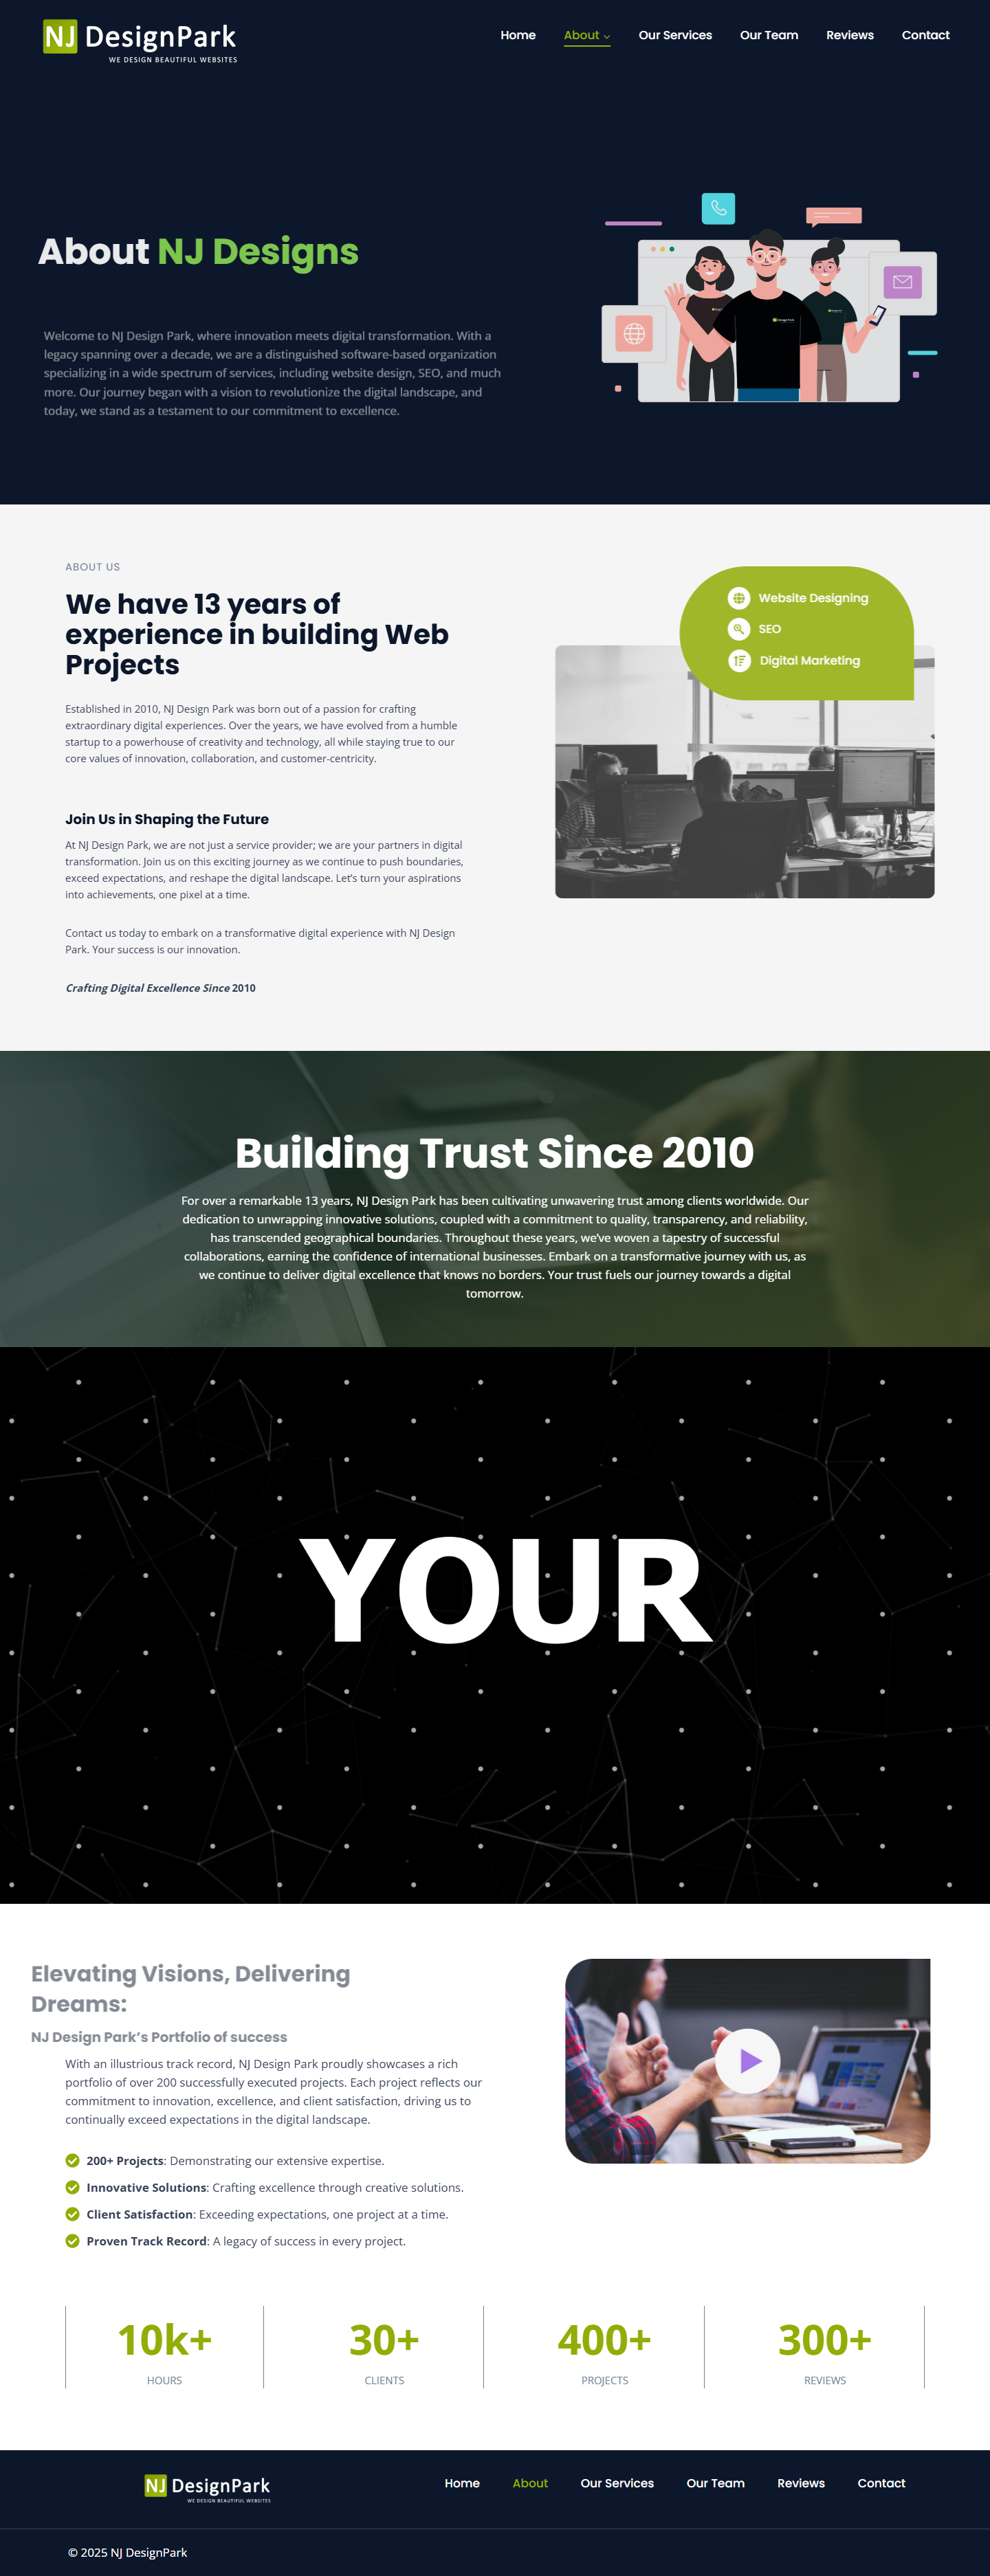 NJ DesignPark
WE DESIGN BEAUTIFUL WEBSITES
Home
About
Our Services
Our Team
Reviews
Contact
About NJ Designs
Welcome to NJ Design Park, where innovation meets digital transformation. With a
legacy spanning over a decade, we are a distinguished software-based organization
specializing in a wide spectrum of services, including website design, SEO, and much
more. Our journey began with a vision to revolutionize the digital landscape, and
today, we stand as a testament to our commitment to excellence.
ABOUT US
We have 13 years of
experience in building Web
Projects
Established in 2010, NJ Design Park was born out of a passion for crafting
extraordinary digital experiences. Over the years, we have evolved from a humble
startup to a powerhouse of creativity and technology, all while staying true to our
core values of innovation, collaboration, and customer-centricity.
Website Designing
SEO
Digital Marketing
Join Us in Shaping the Future
At NJ Design Park, we are not just a service provider; we are your partners in digital
transformation. Join us on this exciting journey as we continue to push boundaries,
exceed expectations, and reshape the digital landscape. Let’s turn your aspirations
into achievements, one pixel at a time.
Contact us today to embark on a transformative digital experience with NJ Design
Park. Your success is our innovation.
Crafting Digital Excellence Since 2010
Building Trust Since 2010
For over a remarkable 13 years, NJ Design Park has been cultivating unwavering trust among clients worldwide. Our
dedication to unwrapping innovative solutions, coupled with a commitment to quality, transparency, and reliability,
has transcended geographical boundaries. Throughout these years, we’ve woven a tapestry of successful
collaborations, earning the confidence of international businesses. Embark on a transformative journey with us, as
we continue to deliver digital excellence that knows no borders. Your trust fuels our journey towards a digital
tomorrow.
YOUR
Elevating Visions, Delivering
Dreams:
NJ Design Park’s Portfolio of success
With an illustrious track record, NJ Design Park proudly showcases a rich
portfolio of over 200 successfully executed projects. Each project reflects our
commitment to innovation, excellence, and client satisfaction, driving us to
continually exceed expectations in the digital landscape.
200+ Projects: Demonstrating our extensive expertise.
Innovative Solutions: Crafting excellence through creative solutions.
Client Satisfaction: Exceeding expectations, one project at a time.
Proven Track Record: A legacy of success in every project.
10k+
HOURS
30+
CLIENTS
400+
PROJECTS
300+
REVIEWS
NJ DesignPark
WE DESIGN BEAUTIFUL WEBSITES
Home
About
Our Services
Our Team
Reviews
Contact
© 2025 NJ DesignPark